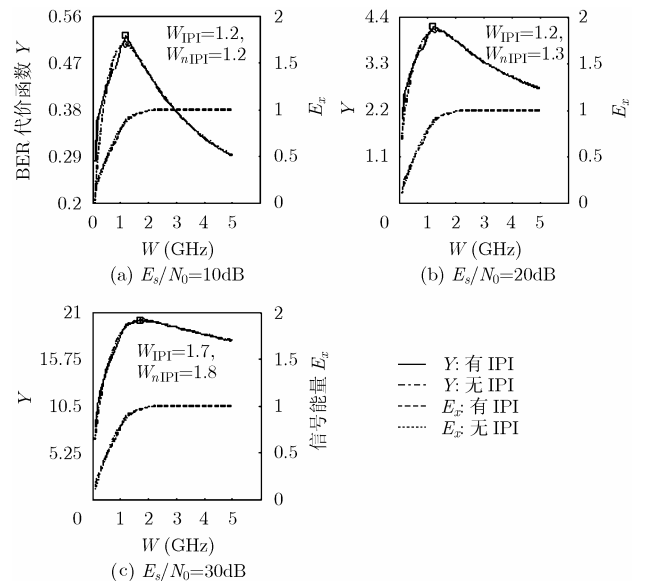 BER 代价函数 Y
0.56
0.47
0.38
0.29
0.2
W_IPI=1.2,
W_nIPI=1.2
2
1.5
1
0.5
0
E_x
0 1 2 3 4 5
W (GHz)
(a) E_s/N_0=10dB
Y
4.4
3.3
2.2
1.1
W_IPI=1.2,
W_nIPI=1.3
2
1.5
1
0.5
0
E_x
0 1 2 3 4 5
W (GHz)
(b) E_s/N_0=20dB
Y
21
15.75
10.5
5.25
W_IPI=1.7,
W_nIPI=1.8
2
1.5
1
0.5
0
信号能量 E_x
0 1 2 3 4 5
W (GHz)
(c) E_s/N_0=30dB
Y: 有 IPI
Y: 无 IPI
E_x: 有 IPI
E_x: 无 IPI